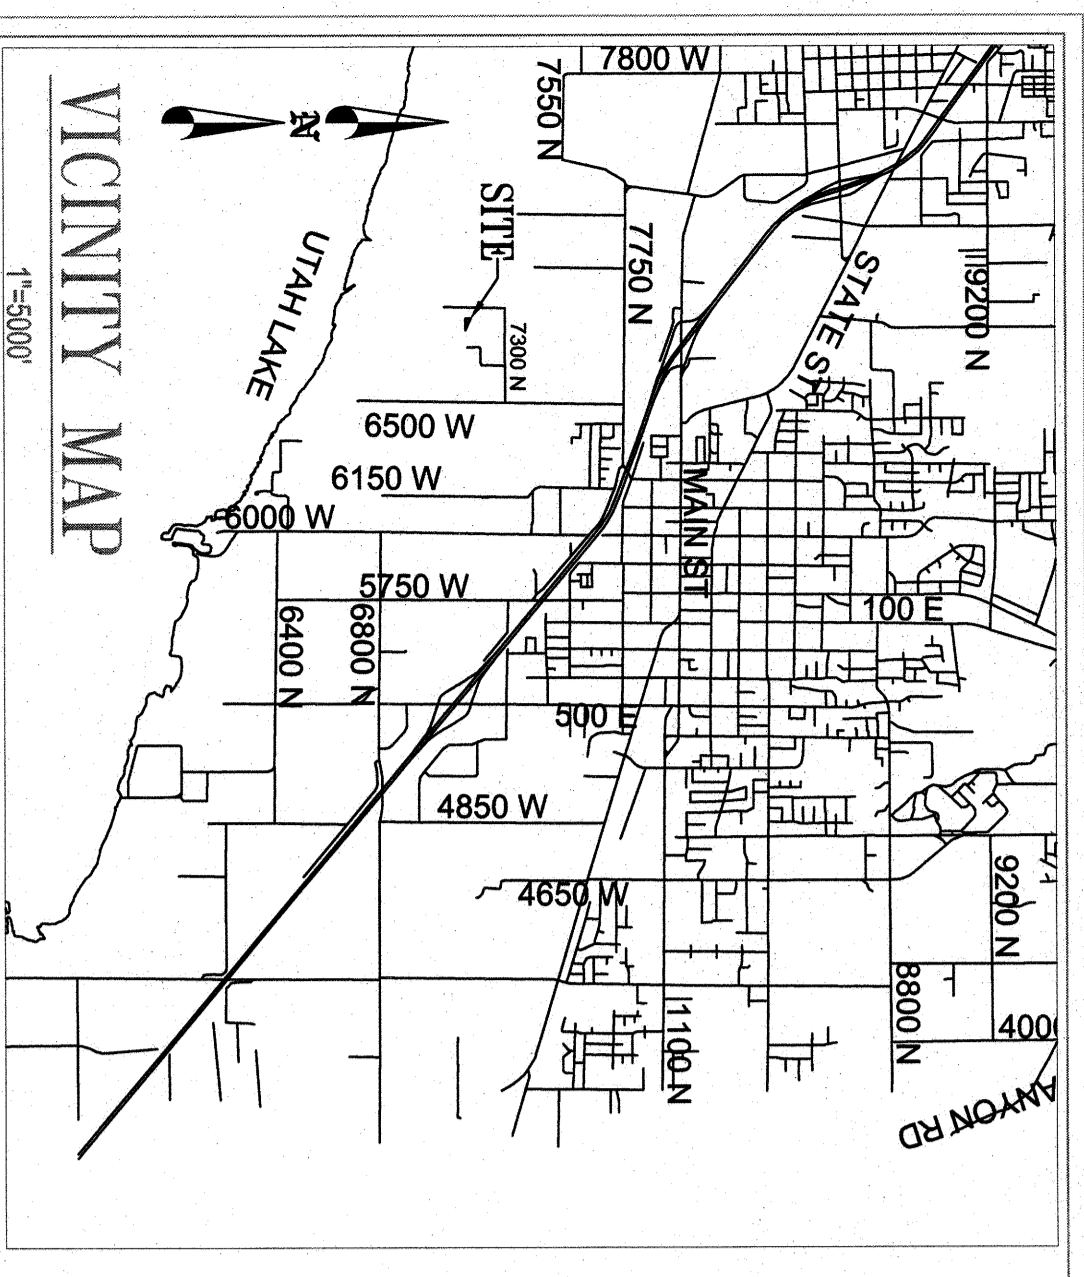 7800 W
7550 N
N
SITE
7750 N
STATE ST
9200 N
UTAH LAKE
7300 N
6500 W
6150 W
6000 W
MAIN ST
5750 W
100 E
6400 N
6800 N
500 E
4850 W
4650 W
9200 N
8800 N
1100 N
ANYON RD
VICINITY MAP
1"=5000'